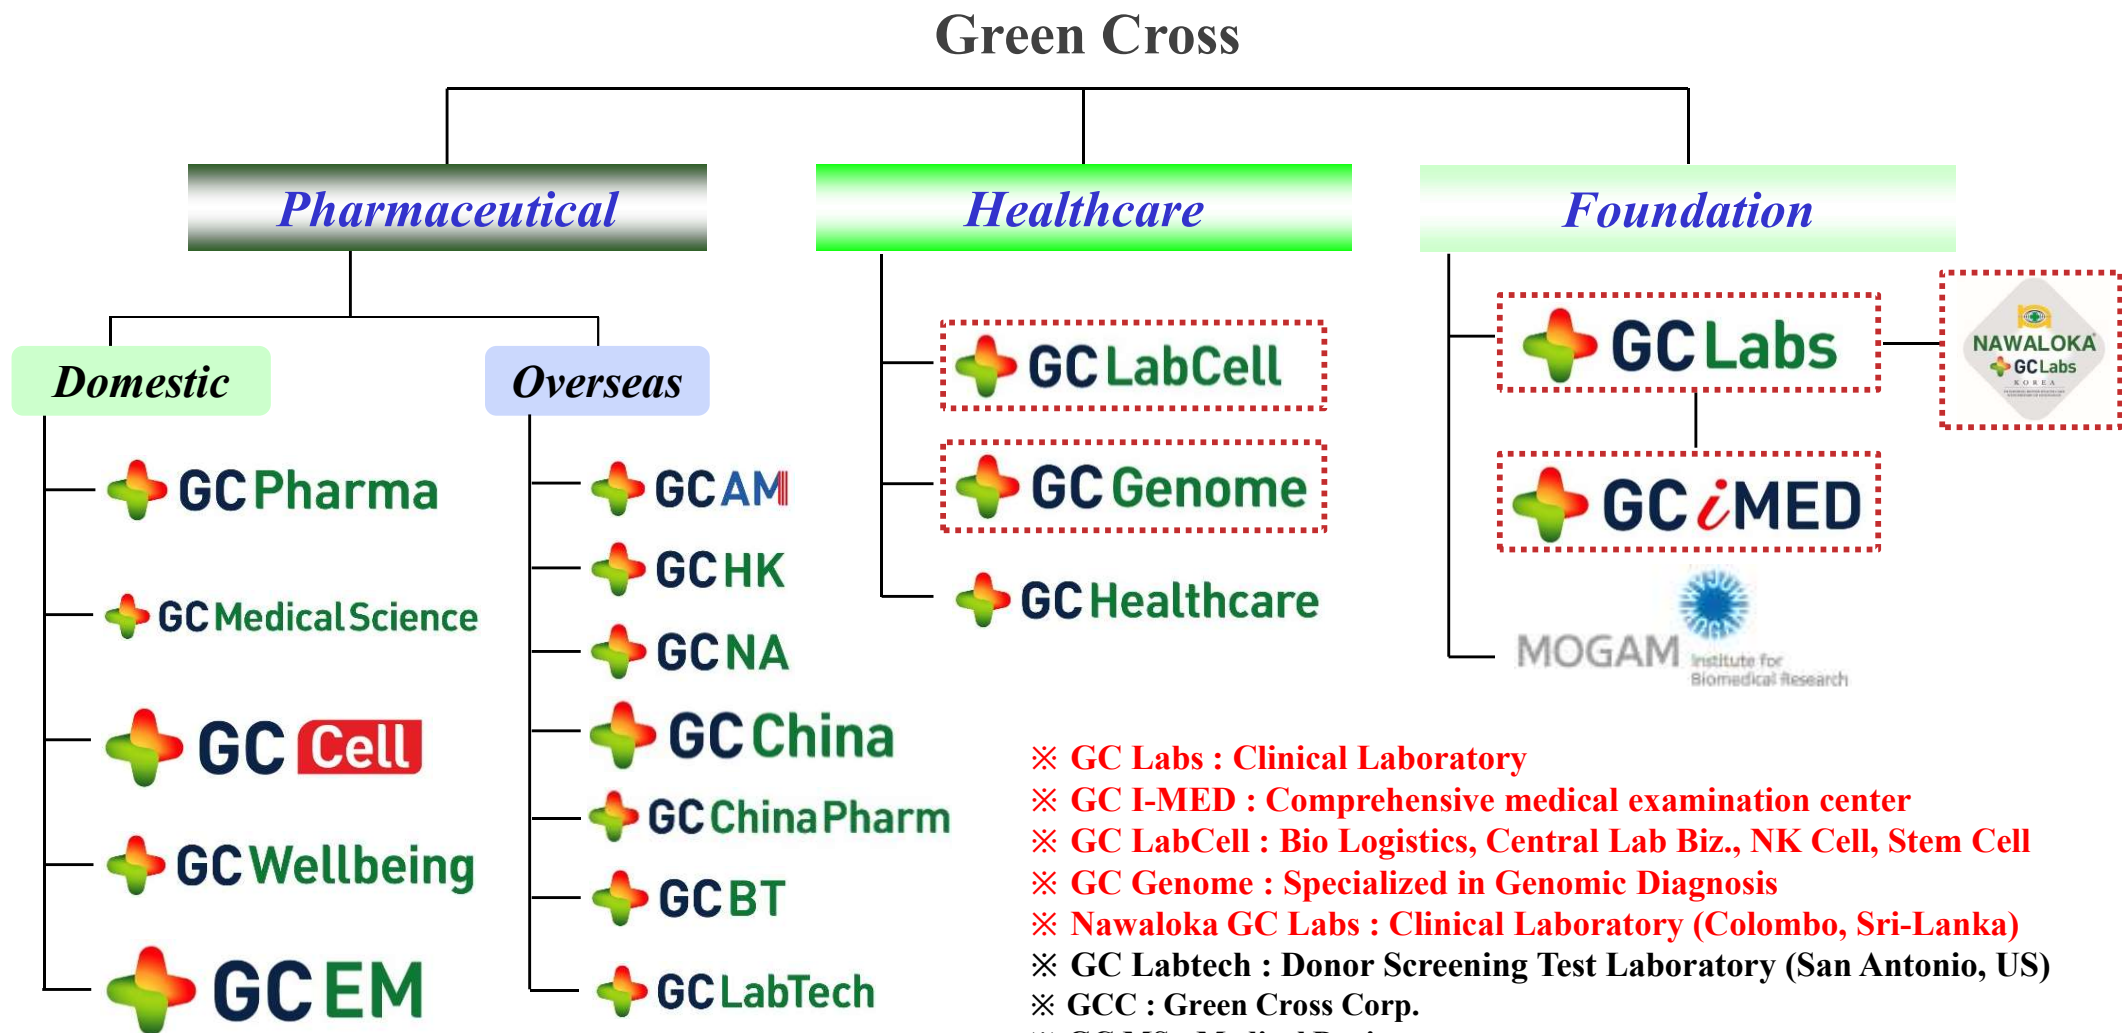 Green Cross
Pharmaceutical
Healthcare
Foundation
Domestic
Overseas
GC Pharma
GC Medical Science
GC Cell
GC Wellbeing
GC EM
GC AM
GC HK
GC NA
GC China
GC China Pharm
GC BT
GC LabTech
GC LabCell
GC Genome
GC Healthcare
GC Labs
NAWALOKA
GC Labs
KOREA
GC iMED
MOGAM
Institute for
Biomedical Research
※ GC Labs : Clinical Laboratory
※ GC I-MED : Comprehensive medical examination center
※ GC LabCell : Bio Logistics, Central Lab Biz., NK Cell, Stem Cell
※ GC Genome : Specialized in Genomic Diagnosis
※ Nawaloka GC Labs : Clinical Laboratory (Colombo, Sri-Lanka)
※ GC Labtech : Donor Screening Test Laboratory (San Antonio, US)
※ GCC : Green Cross Corp.